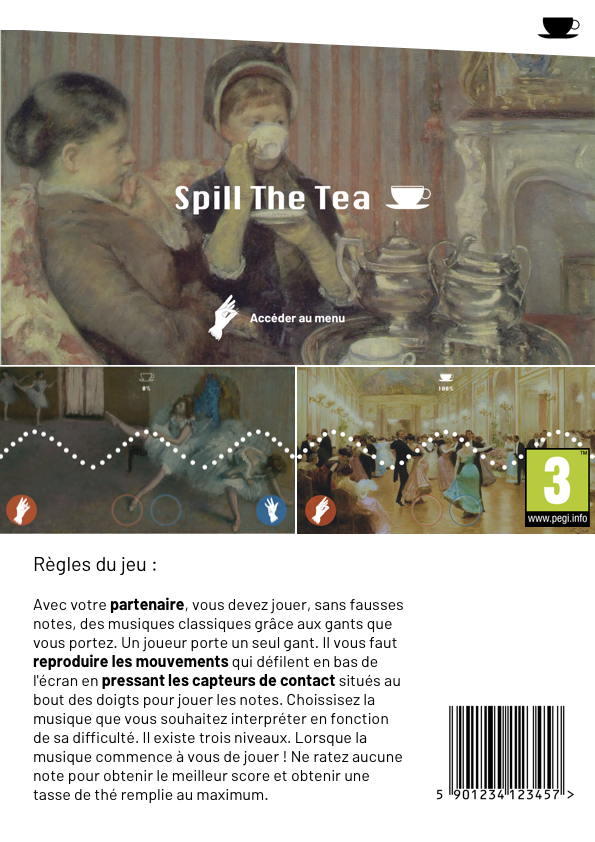 Spill The Tea
Accéder au menu
0%
100%
3
TM
www.pegi.info
Règles du jeu :
Avec votre partenaire, vous devez jouer, sans fausses
notes, des musiques classiques grâce aux gants que
vous portez. Un joueur porte un seul gant. Il vous faut
reproduire les mouvements qui défilent en bas de
l'écran en pressant les capteurs de contact situés au
bout des doigts pour jouer les notes. Choissisez la
musique que vous souhaitez interpréter en fonction
de sa difficulté. Il existe trois niveaux. Lorsque la
musique commence à vous de jouer ! Ne ratez aucune
note pour obtenir le meilleur score et obtenir une
tasse de thé remplie au maximum.
5 901234 123457 >